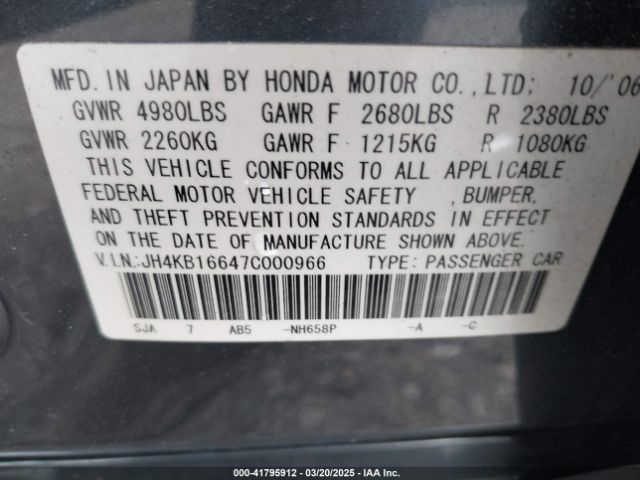 MFD. IN JAPAN BY HONDA MOTOR CO., LTD; 10/'06
GVWR 4980LBS GAWR F 2680LBS R 2380LBS
GVWR 2260KG GAWR F 1215KG R 1080KG
THIS VEHICLE CONFORMS TO ALL APPLICABLE
FEDERAL MOTOR VEHICLE SAFETY , BUMPER,
AND THEFT PREVENTION STANDARDS IN EFFECT
ON THE DATE OF MANUFACTURE SHOWN ABOVE.
V.I.N.:JH4KB16647C000966 TYPE: PASSENGER CAR
SJA 7 AB5 -NH658P -A -C
000-41795912 - 03/20/2025 - IAA Inc.